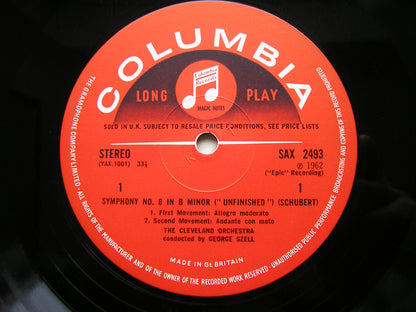 COLUMBIA
Columbia
Records
LONG PLAY
MAGIC NOTES
SOLD IN U.K. SUBJECT TO RESALE PRICE CONDITIONS, SEE PRICE LISTS
STEREO SAX 2493
(YAX.1001) 33⅓ ℗ 1962
("Epic" Recording)
1 1
SYMPHONY NO. 8 IN B MINOR ("UNFINISHED") (SCHUBERT)
1. First Movement: Allegro moderato
2. Second Movement: Andante con moto
THE CLEVELAND ORCHESTRA
conducted by GEORGE SZELL
MADE IN GT. BRITAIN
THE GRAMOPHONE COMPANY LIMITED. ALL RIGHTS OF THE MANUFACTURER AND OF THE OWNER OF THE RECORDED WORK RESERVED. UNAUTHORISED PUBLIC PERFORMANCE BROADCASTING AND COPYING OF THIS RECORD PROHIBITED